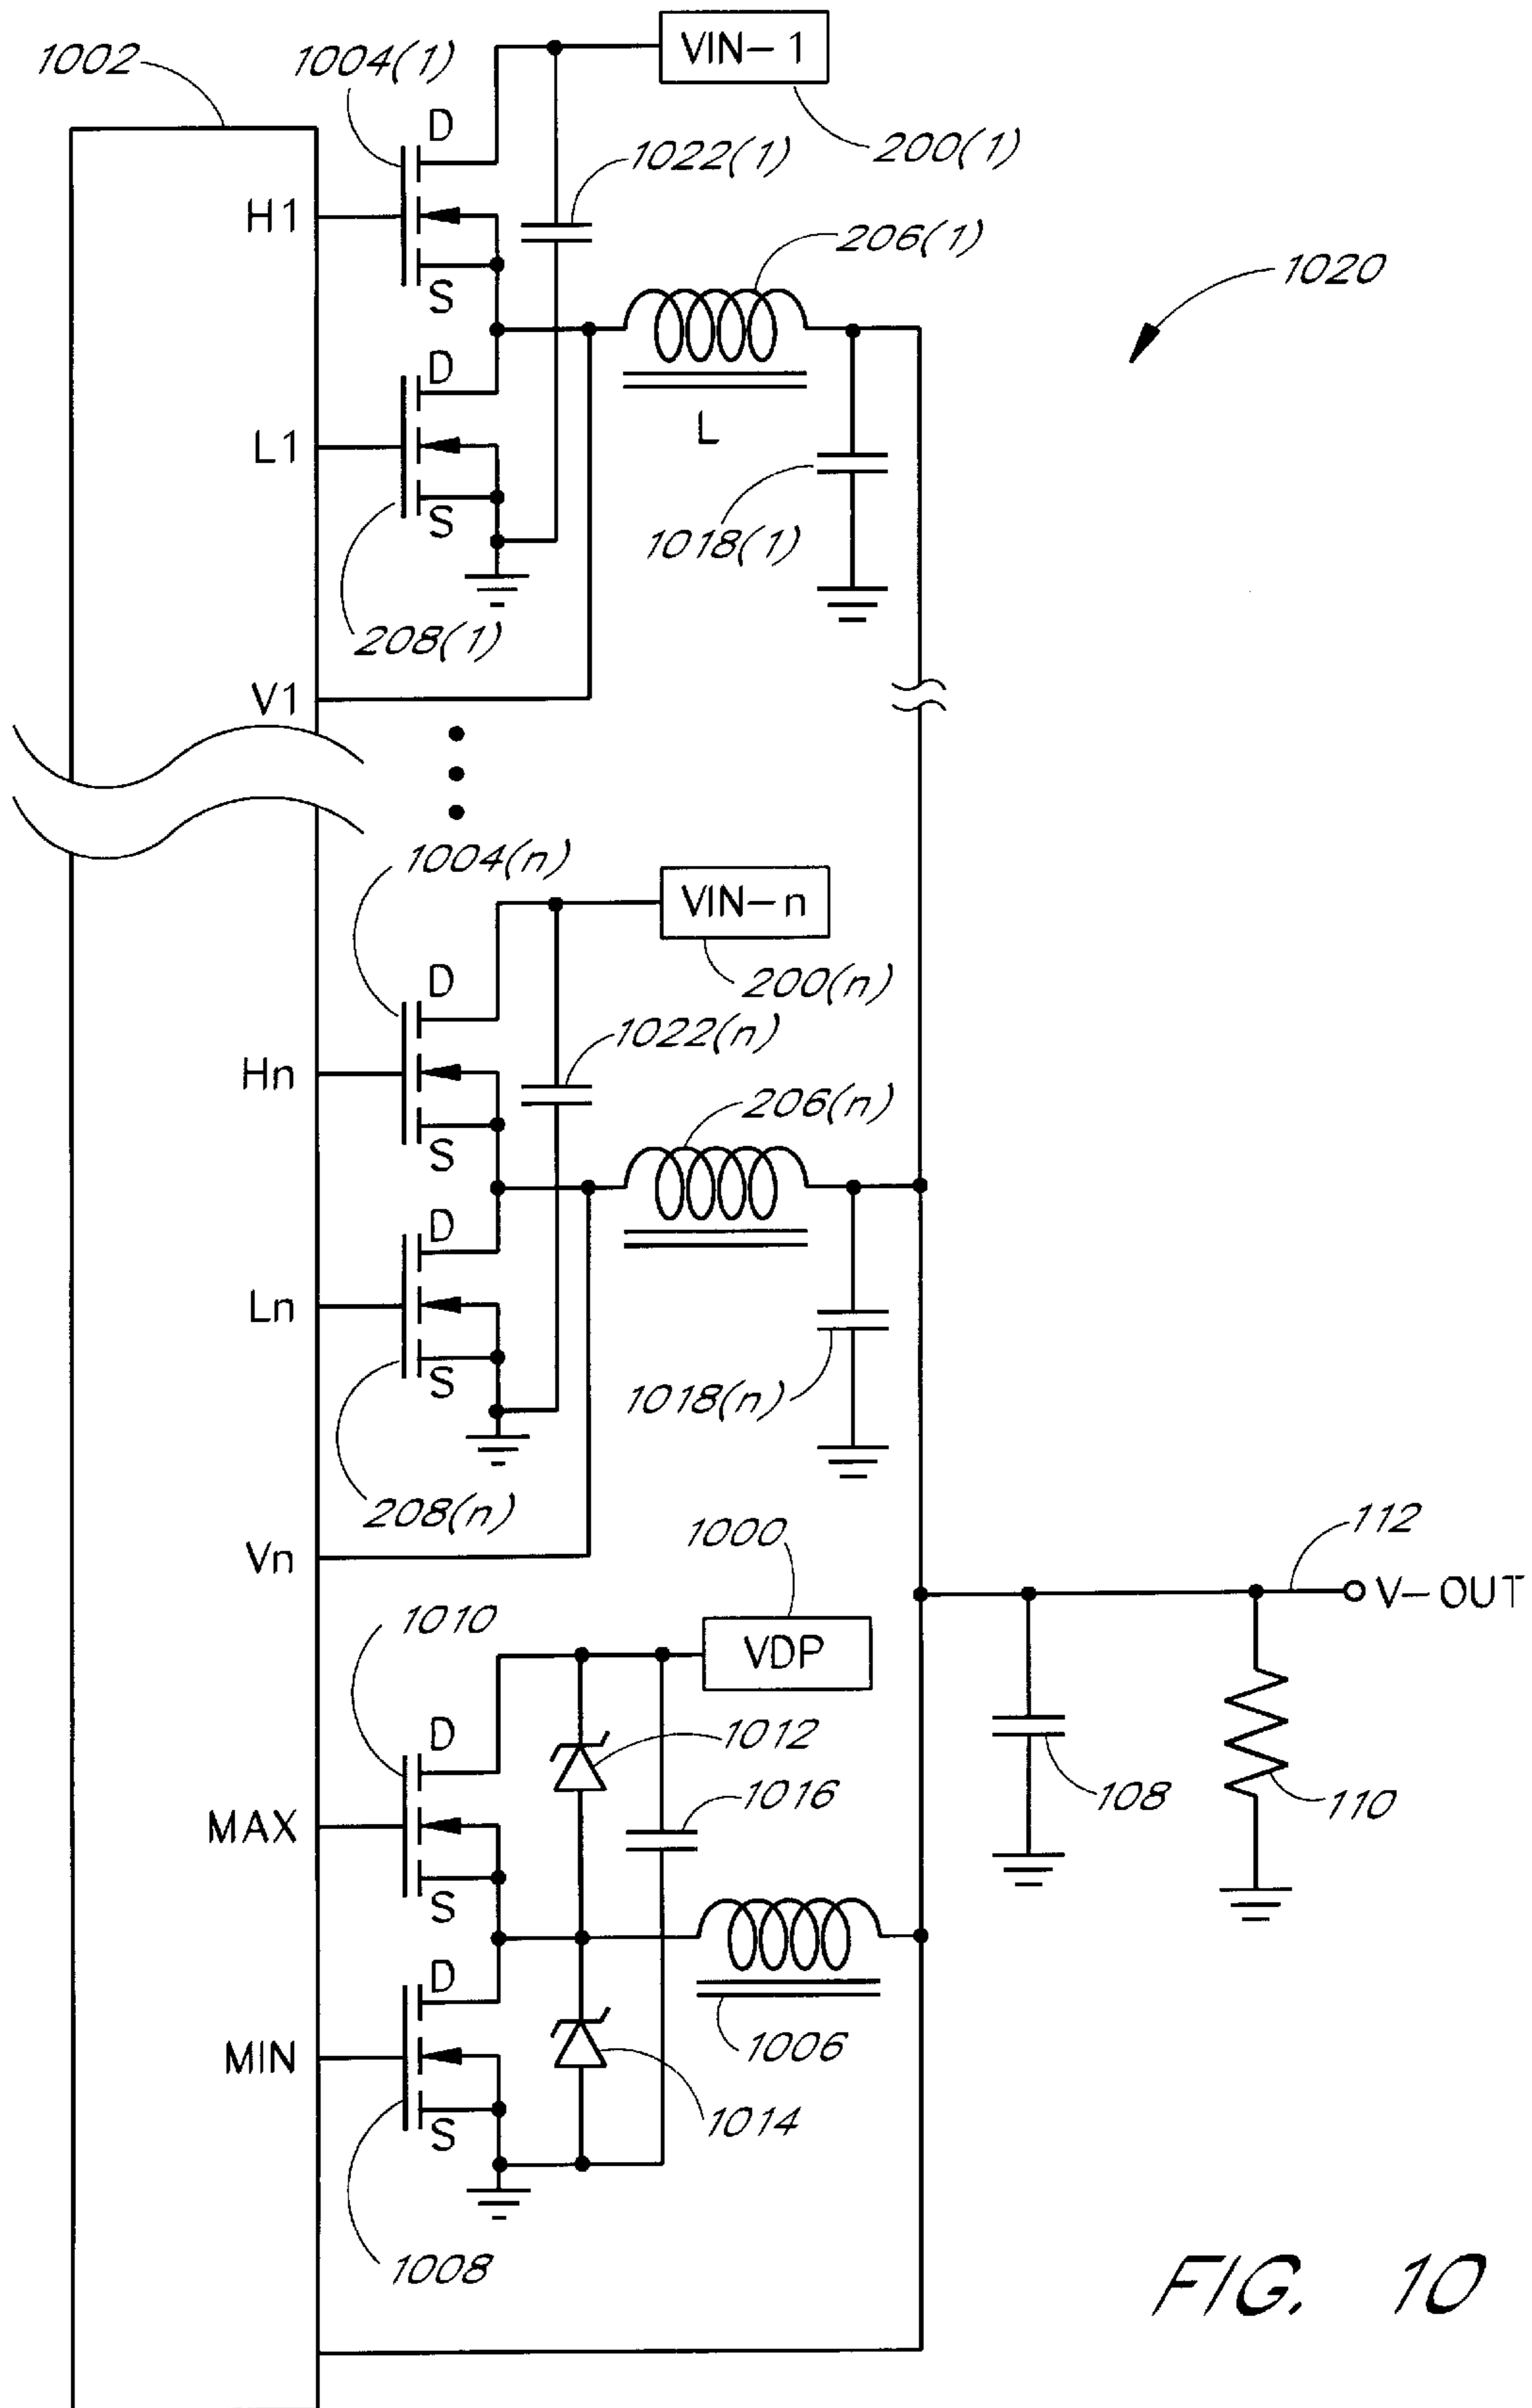 VIN-1
1002
1004(1)
200(1)
D
1022(1)
H1
206(1)
1020
S
D
L
L1
S
1018(1)
208(1)
V1
1004(n)
VIN-n
200(n)
D
1022(n)
Hn
206(n)
S
D
Ln
S
1018(n)
208(n)
112
1000
Vn
V-OUT
1010
VDP
D
1012
1016
108
110
MAX
S
D
1006
MIN
1014
S
1008
FIG. 10